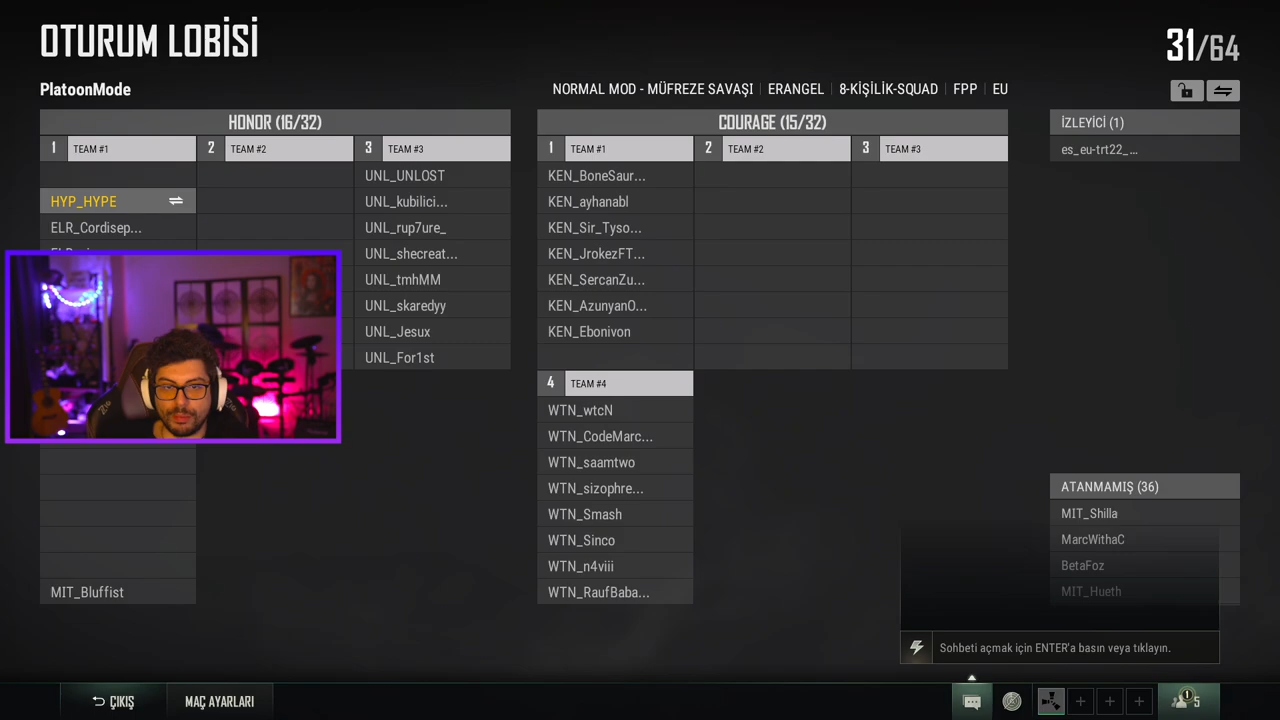 OTURUM LOBİSİ
31/64
PlatoonMode
NORMAL MOD - MÜFREZE SAVAŞI | ERANGEL | 8-KİŞİLİK-SQUAD | FPP | EU
HONOR (16/32)
1 TEAM #1
2 TEAM #2
3 TEAM #3
HYP_HYPE
ELR_Cordisep...
UNL_UNLOST
UNL_kubilici...
UNL_rup7ure_
UNL_shecreat...
UNL_tmhMM
UNL_skaredyy
UNL_Jesux
UNL_For1st
MIT_Bluffist
COURAGE (15/32)
1 TEAM #1
2 TEAM #2
3 TEAM #3
KEN_BoneSaur...
KEN_ayhanabl
KEN_Sir_Tyso...
KEN_JrokezFT...
KEN_SercanZu...
KEN_AzunyanO...
KEN_Ebonivon
4 TEAM #4
WTN_wtcN
WTN_CodeMarc...
WTN_saamtwo
WTN_sizophre...
WTN_Smash
WTN_Sinco
WTN_n4viii
WTN_RaufBaba...
İZLEYİCİ (1)
es_eu-trt22_...
ATANMAMIŞ (36)
MIT_Shilla
MarcWithaC
BetaFoz
MIT_Hueth
Sohbeti açmak için ENTER'a basın veya tıklayın.
ÇIKIŞ
MAÇ AYARLARI
5